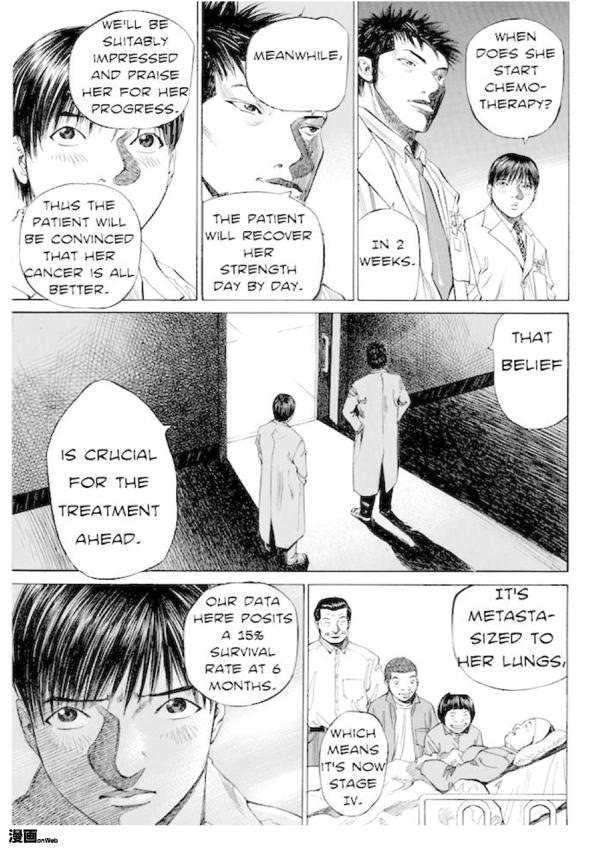 WHEN
DOES SHE
START
CHEMO-
THERAPY?
IN 2
WEEKS.
MEANWHILE,
THE PATIENT
WILL RECOVER
HER
STRENGTH
DAY BY DAY.
WE'LL BE
SUITABLY
IMPRESSED
AND PRAISE
HER FOR HER
PROGRESS.
THUS THE
PATIENT WILL
BE CONVINCED
THAT HER
CANCER IS ALL
BETTER.
THAT
BELIEF
IS CRUCIAL
FOR THE
TREATMENT
AHEAD.
IT'S
METASTA-
SIZED TO
HER LUNGS,
WHICH
MEANS
IT'S NOW
STAGE
IV.
OUR DATA
HERE POSITS
A 15%
SURVIVAL
RATE AT 6
MONTHS.
漫画onWeb